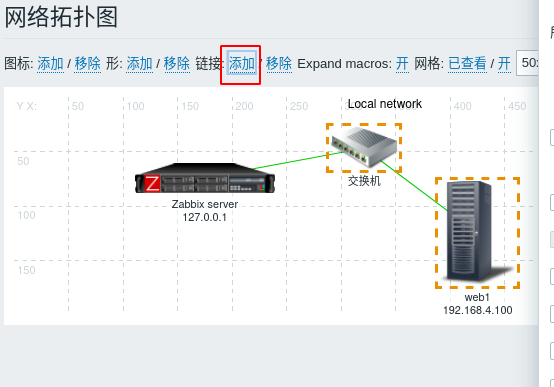 网络拓扑图
图标: 添加 / 移除 形: 添加 / 移除 链接: 添加 / 移除 Expand macros: 开 网格: 已查看 / 开 50
Y X: 50 100 150 200 250 400 450
Local network
50
交换机
Z
Zabbix server
127.0.0.1
100
150
web1
192.168.4.100